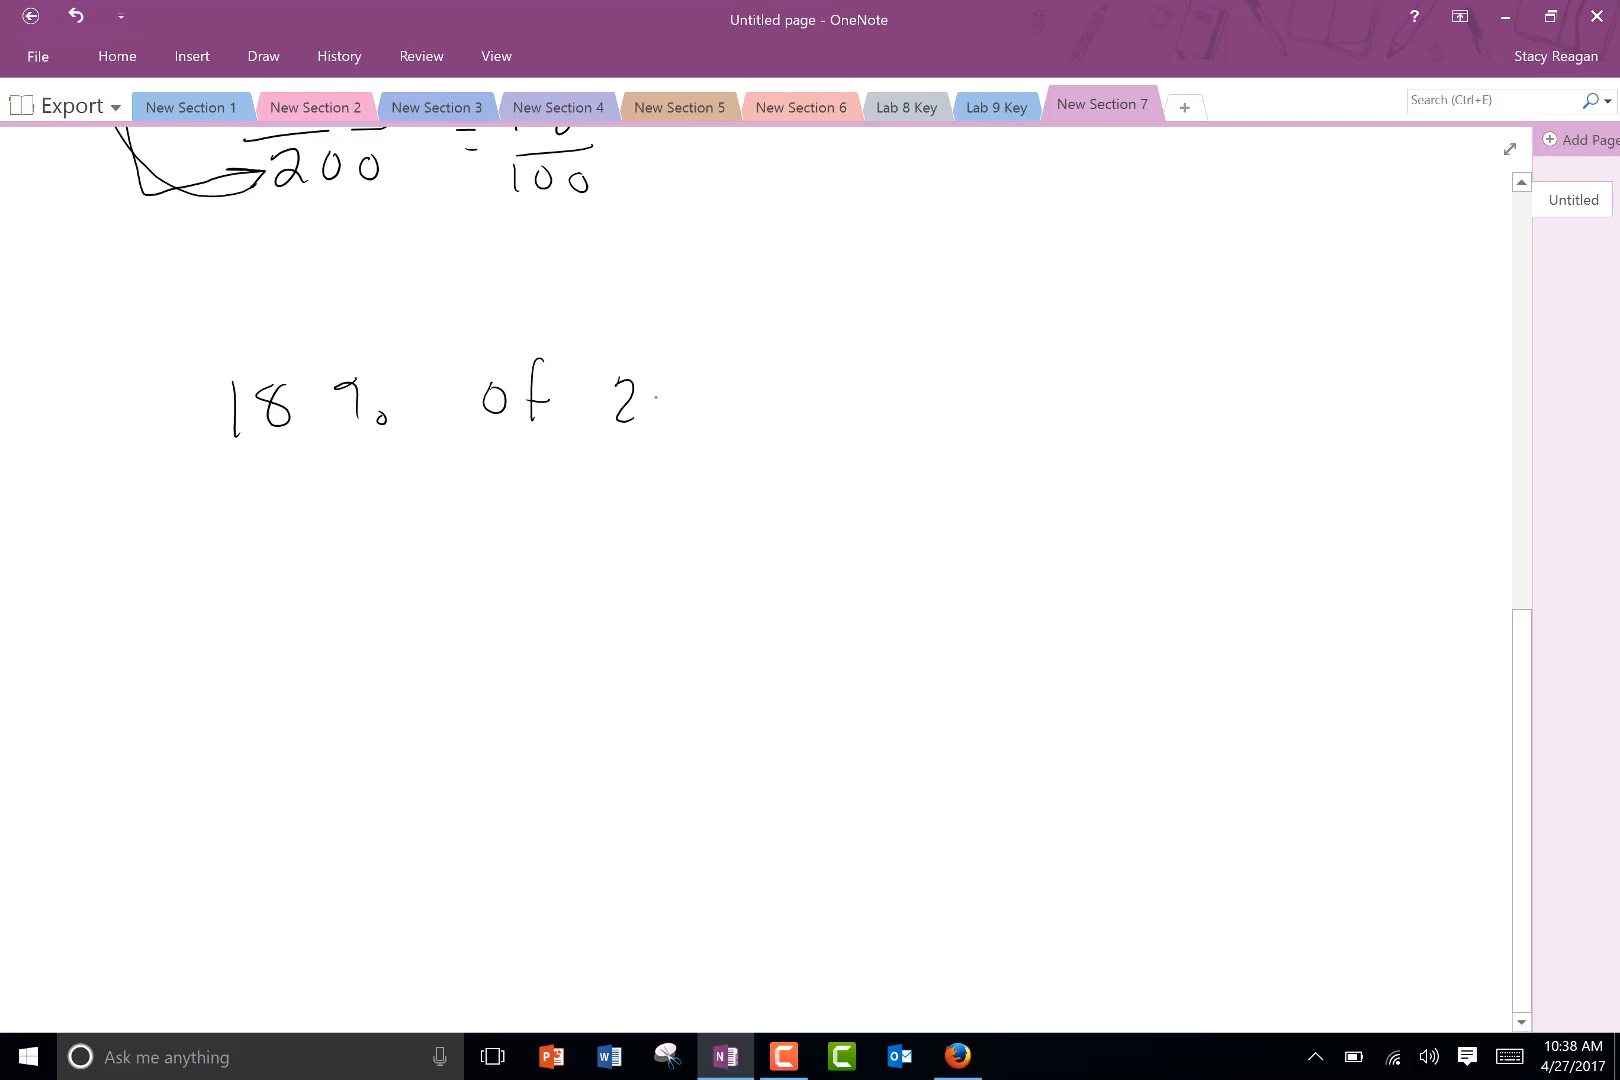 Untitled page - OneNote
File Home Insert Draw History Review View
Stacy Reagan
Export New Section 1 New Section 2 New Section 3 New Section 4 New Section 5 New Section 6 Lab 8 Key Lab 9 Key New Section 7 +
Search (Ctrl+E)
Add Page
Untitled
=
200 100
18 % of 2
Ask me anything
10:38 AM
4/27/2017